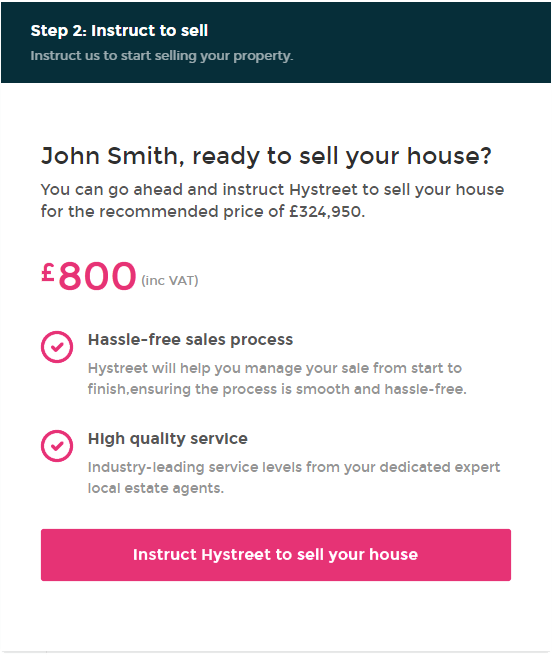 Step 2: Instruct to sell
Instruct us to start selling your property.
John Smith, ready to sell your house?
You can go ahead and instruct Hystreet to sell your house
for the recommended price of £324,950.
£800 (inc VAT)
Hassle-free sales process
Hystreet will help you manage your sale from start to
finish,ensuring the process is smooth and hassle-free.
High quality service
Industry-leading service levels from your dedicated expert
local estate agents.
Instruct Hystreet to sell your house